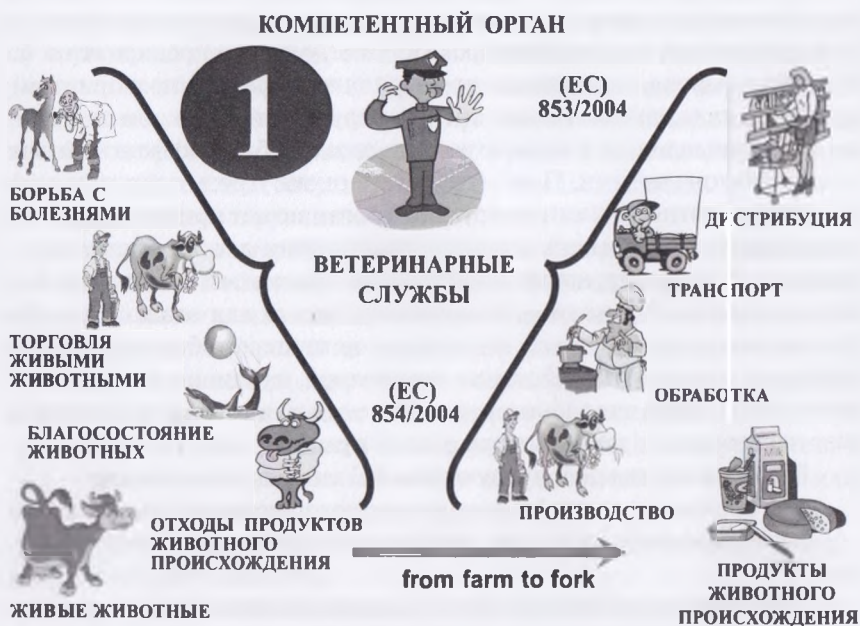 КОМПЕТЕНТНЫЙ ОРГАН
1
(ЕС)
853/2004
БОРЬБА С
БОЛЕЗНЯМИ
ДИСТРИБУЦИЯ
ВЕТЕРИНАРНЫЕ
СЛУЖБЫ
ТРАНСПОРТ
ТОРГОВЛЯ
ЖИВЫМИ
ЖИВОТНЫМИ
(ЕС)
854/2004
ОБРАБОТКА
БЛАГОСОСТОЯНИЕ
ЖИВОТНЫХ
Milk
ОТХОДЫ ПРОДУКТОВ
ЖИВОТНОГО
ПРОИСХОЖДЕНИЯ
ПРОИЗВОДСТВО
from farm to fork
ЖИВЫЕ ЖИВОТНЫЕ
ПРОДУКТЫ
ЖИВОТНОГО
ПРОИСХОЖДЕНИЯ